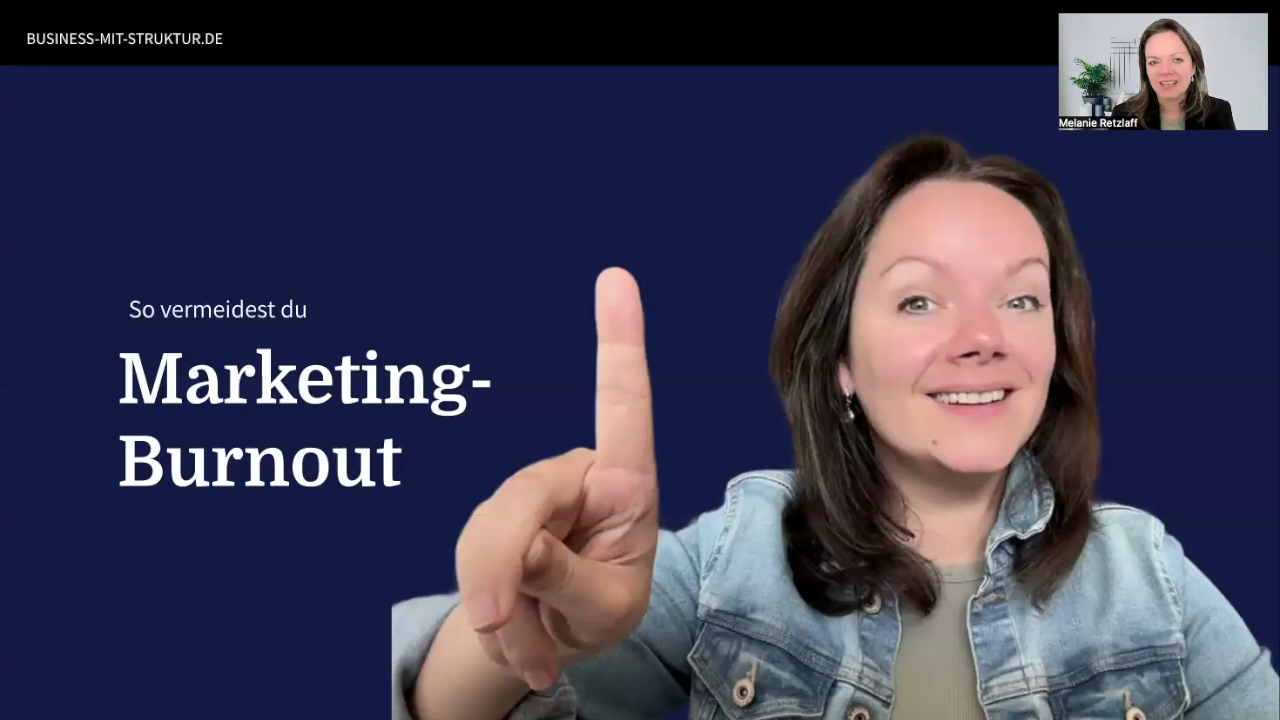 BUSINESS-MIT-STRUKTUR.DE
Melanie Retzlaff
So vermeidest du
Marketing-
Burnout